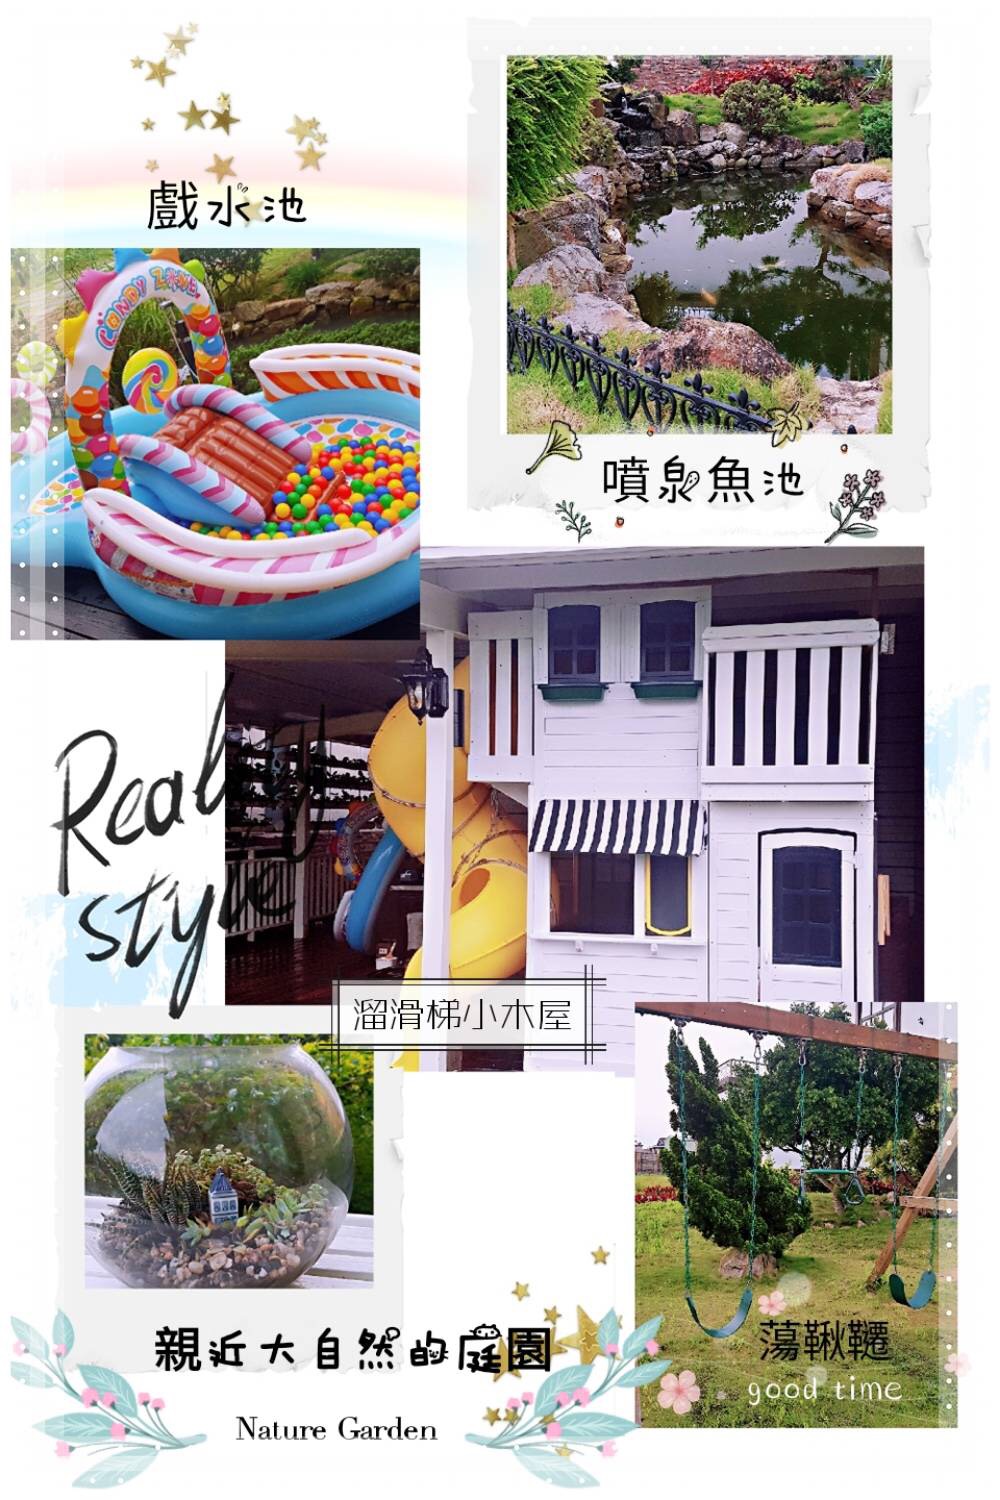 戲水池
CANDY ZONE
噴泉魚池
Really
style
溜滑梯小木屋
親近大自然的庭園
Nature Garden
蕩鞦韆
good time